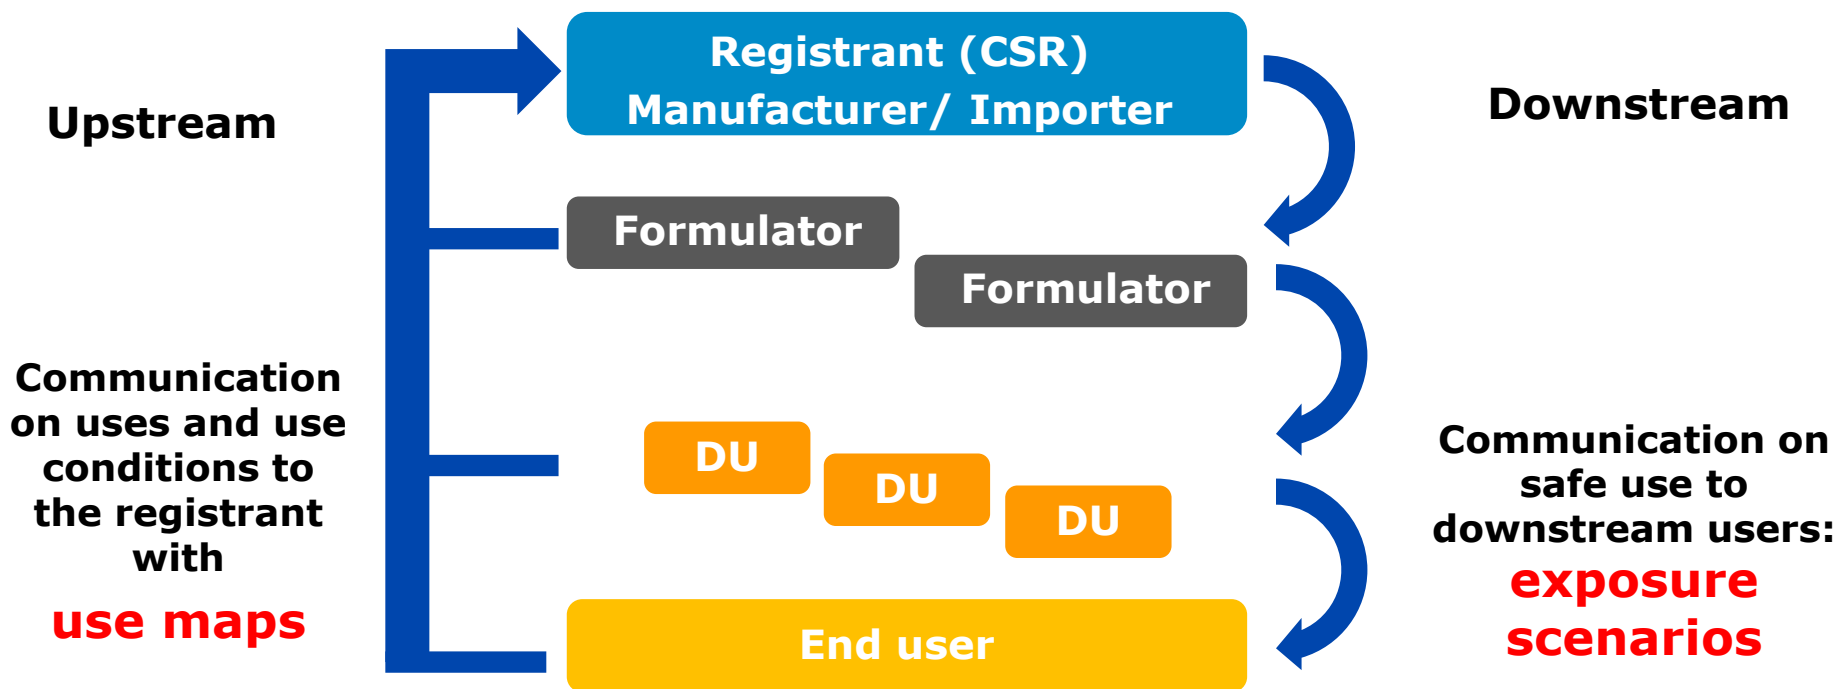 Registrant (CSR)
Manufacturer/ Importer
Upstream
Downstream
Formulator
Formulator
Communication
on uses and use
conditions to
the registrant
with
use maps
DU
DU
DU
Communication on
safe use to
downstream users:
exposure
scenarios
End user